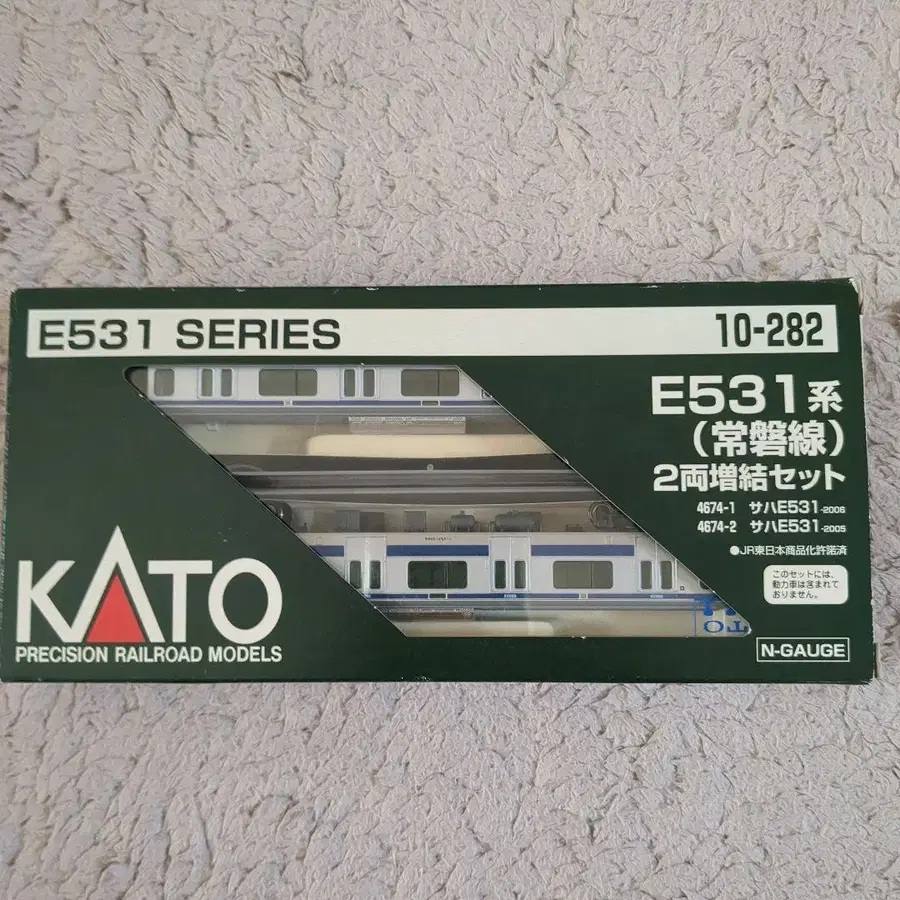 E531 SERIES
10-282
E531系
（常磐線）
2両増結セット
4674-1 サハE531-2006
4674-2 サハE531-2005
●JR東日本商品化許諾済
このセットには、
動力車は含まれて
おりません。
KATO
PRECISION RAILROAD MODELS
N-GAUGE